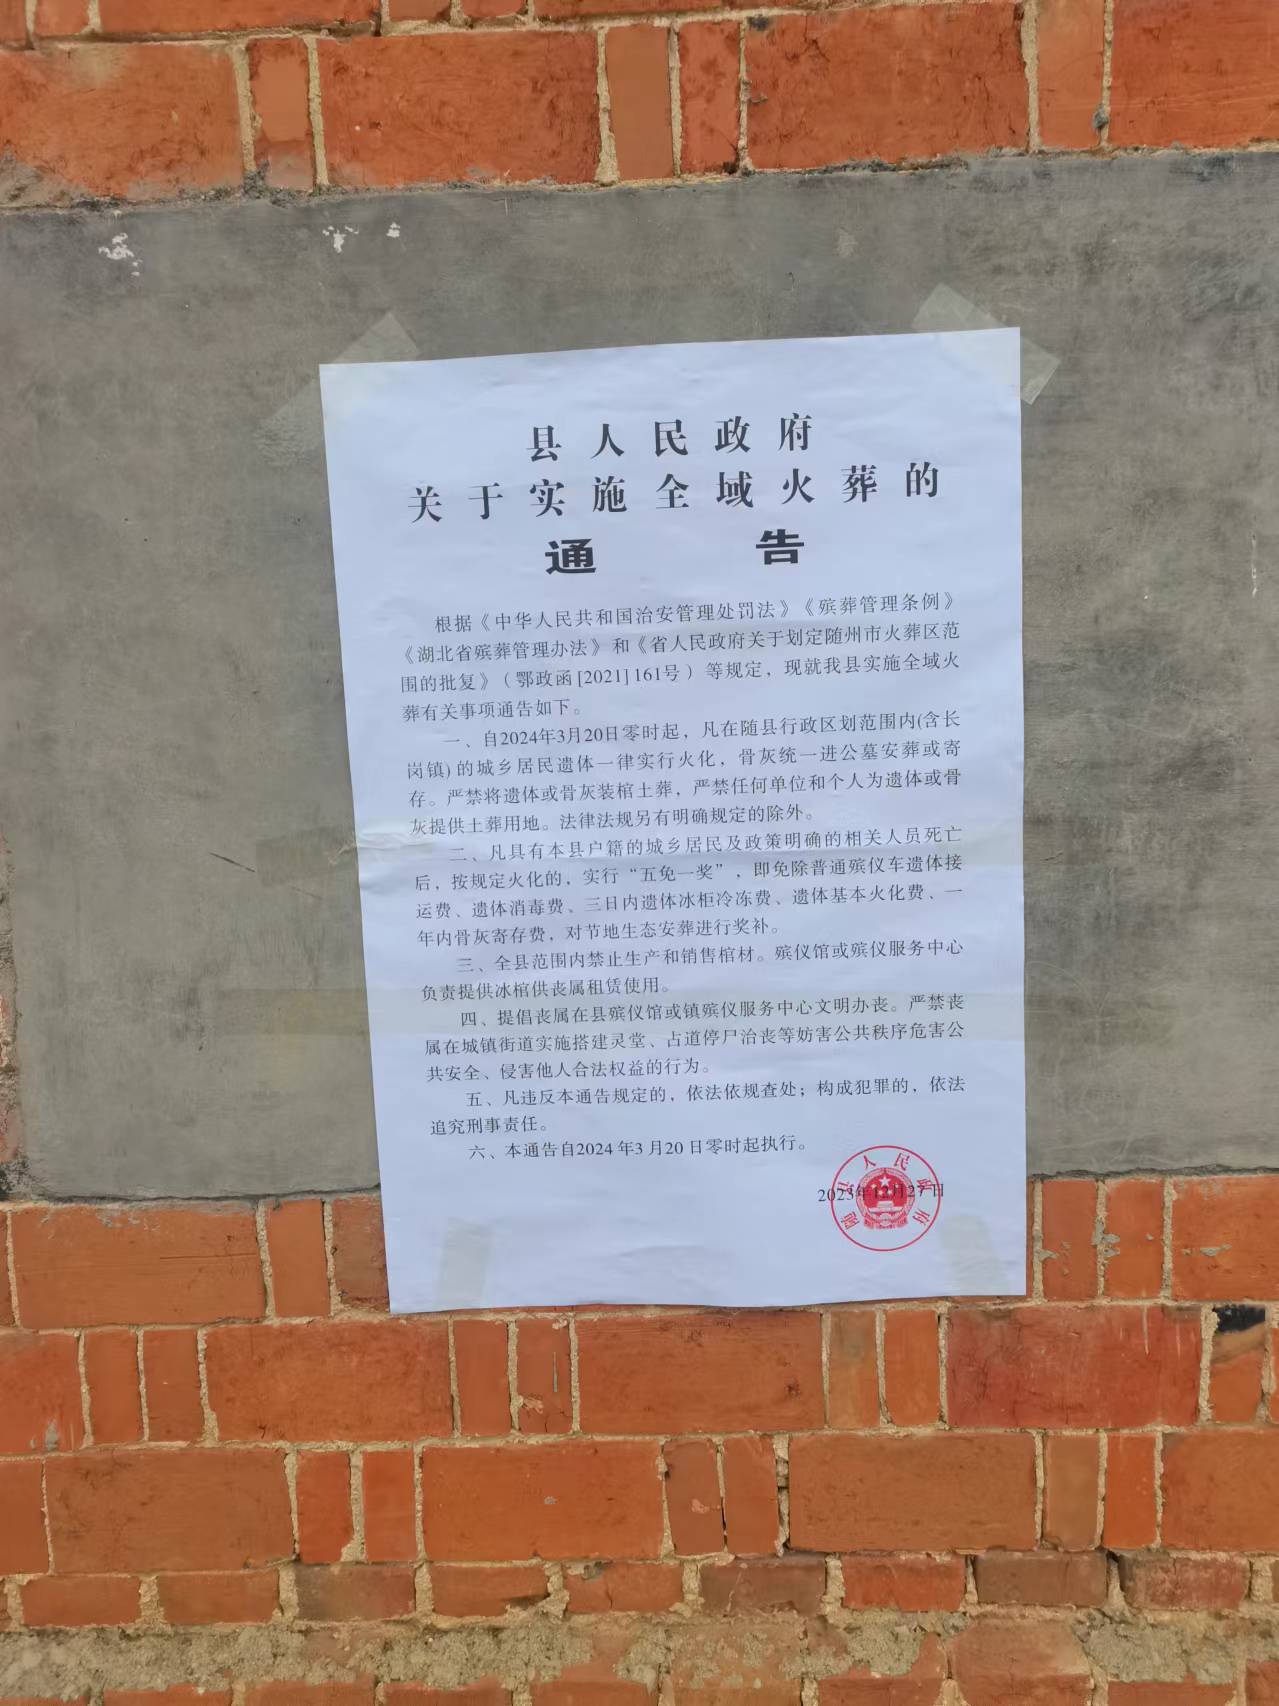 县人民政府
关于实施全域火葬的
通 告
根据《中华人民共和国治安管理处罚法》《殡葬管理条例》
《湖北省殡葬管理办法》和《省人民政府关于划定随州市火葬区范
围的批复》（鄂政函[2021]161号）等规定，现就我县实施全域火
葬有关事项通告如下。
一、自2024年3月20日零时起，凡在随县行政区划范围内(含长
岗镇)的城乡居民遗体一律实行火化，骨灰统一进公墓安葬或寄
存。严禁将遗体或骨灰装棺土葬，严禁任何单位和个人为遗体或骨
灰提供土葬用地。法律法规另有明确规定的除外。
二、凡具有本县户籍的城乡居民及政策明确的相关人员死亡
后，按规定火化的，实行“五免一奖”，即免除普通殡仪车遗体接
运费、遗体消毒费、三日内遗体冰柜冷冻费、遗体基本火化费、一
年内骨灰寄存费，对节地生态安葬进行奖补。
三、全县范围内禁止生产和销售棺材。殡仪馆或殡仪服务中心
负责提供冰棺供丧属租赁使用。
四、提倡丧属在县殡仪馆或镇殡仪服务中心文明办丧。严禁丧
属在城镇街道实施搭建灵堂、占道停尸治丧等妨害公共秩序危害公
共安全、侵害他人合法权益的行为。
五、凡违反本通告规定的，依法依规查处；构成犯罪的，依法
追究刑事责任。
六、本通告自2024年3月20日零时起执行。
随县人民政府
2023年12月27日